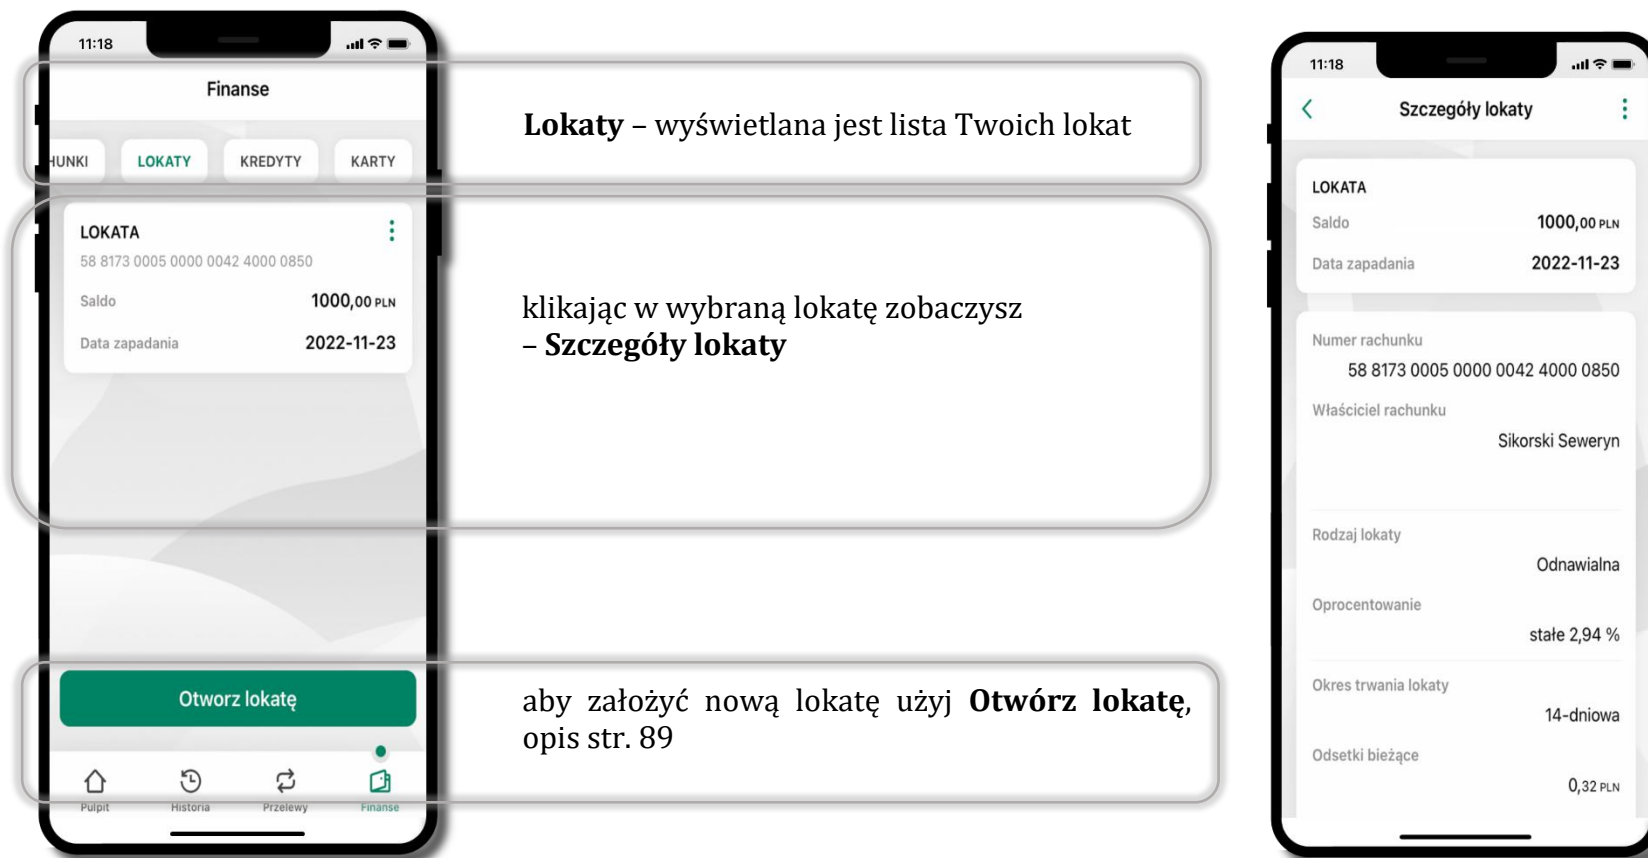 11:18
Finanse
HUNKI LOKATY KREDYTY KARTY
LOKATA
58 8173 0005 0000 0042 4000 0850
Saldo 1000,00 PLN
Data zapadania 2022-11-23
Otworz lokatę
Pulpit Historia Przelewy Finanse
Lokaty – wyświetlana jest lista Twoich lokat
klikając w wybraną lokatę zobaczysz
– Szczegóły lokaty
aby założyć nową lokatę użyj Otwórz lokatę,
opis str. 89
11:18
Szczegóły lokaty
LOKATA
Saldo 1000,00 PLN
Data zapadania 2022-11-23
Numer rachunku
58 8173 0005 0000 0042 4000 0850
Właściciel rachunku
Sikorski Seweryn
Rodzaj lokaty
Odnawialna
Oprocentowanie
stałe 2,94 %
Okres trwania lokaty
14-dniowa
Odsetki bieżące
0,32 PLN